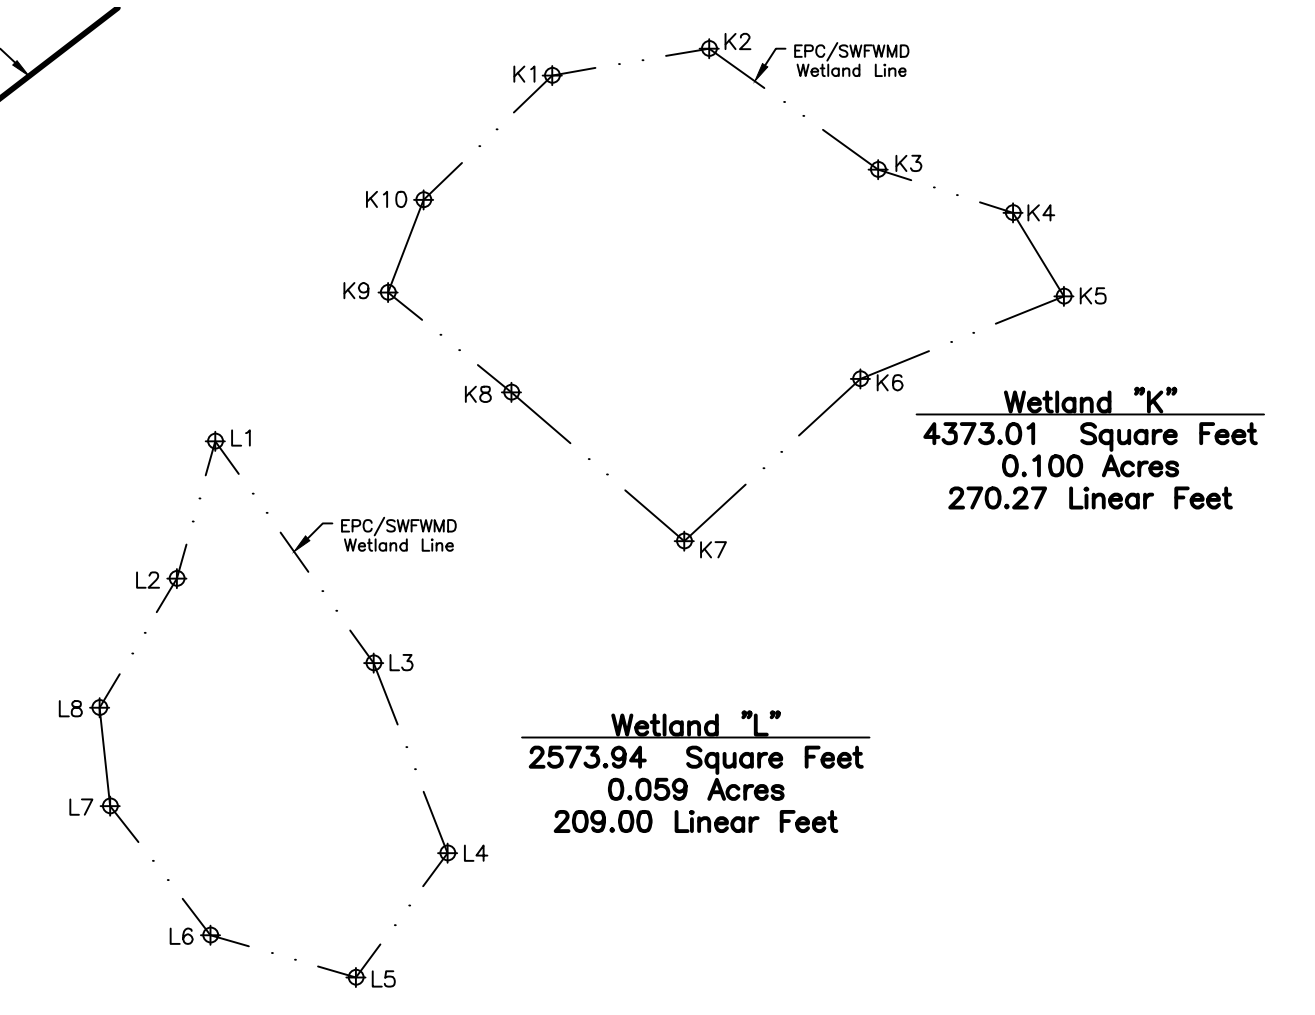 K2
EPC/SWFWMD
Wetland Line
K1
K3
K10
K4
K9
K5
K6
K8
Wetland "K"
4373.01 Square Feet
0.100 Acres
270.27 Linear Feet
L1
EPC/SWFWMD
Wetland Line
K7
L2
L3
L8
Wetland "L"
2573.94 Square Feet
0.059 Acres
209.00 Linear Feet
L7
L4
L6
L5